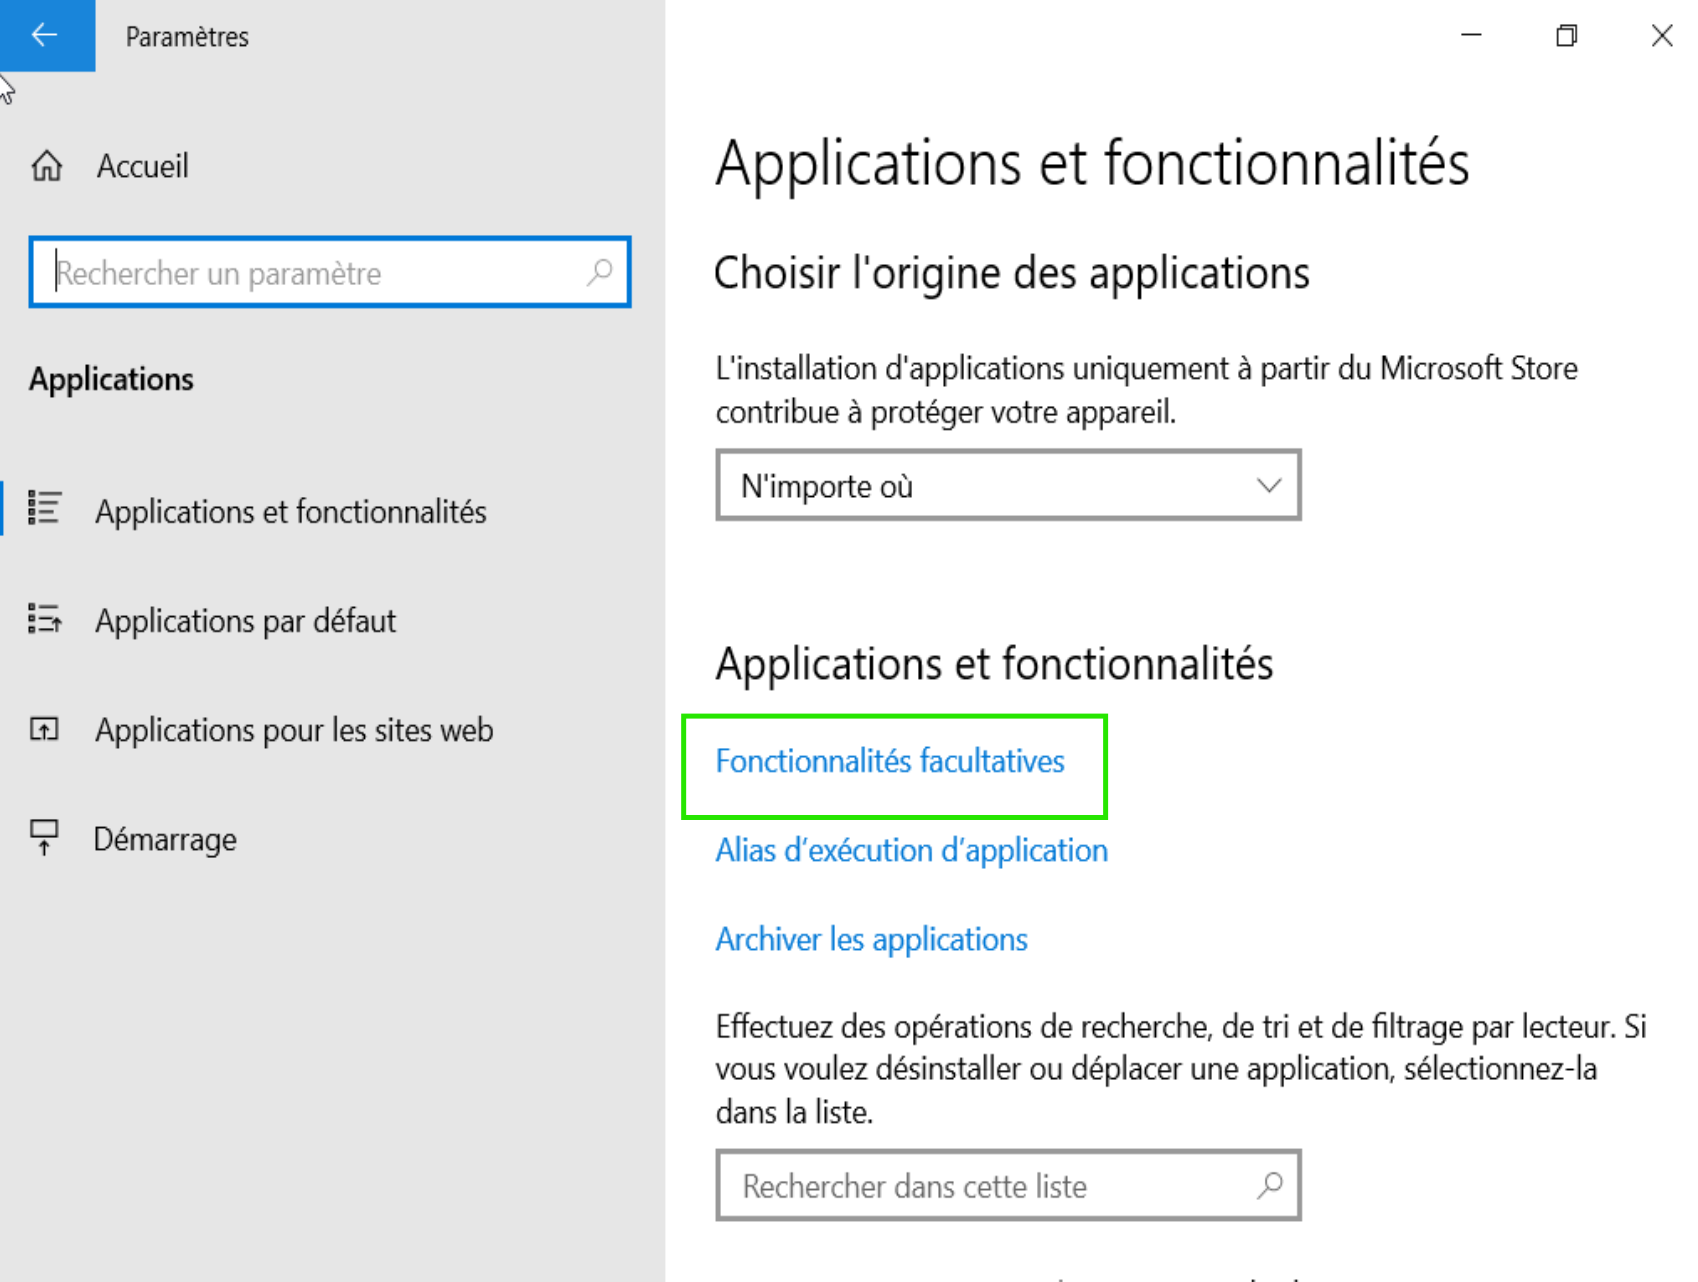 Paramètres
Accueil
Rechercher un paramètre
Applications
Applications et fonctionnalités
Applications par défaut
Applications pour les sites web
Démarrage
Applications et fonctionnalités
Choisir l'origine des applications
L'installation d'applications uniquement à partir du Microsoft Store
contribue à protéger votre appareil.
N'importe où
Applications et fonctionnalités
Fonctionnalités facultatives
Alias d’exécution d’application
Archiver les applications
Effectuez des opérations de recherche, de tri et de filtrage par lecteur. Si
vous voulez désinstaller ou déplacer une application, sélectionnez-la
dans la liste.
Rechercher dans cette liste